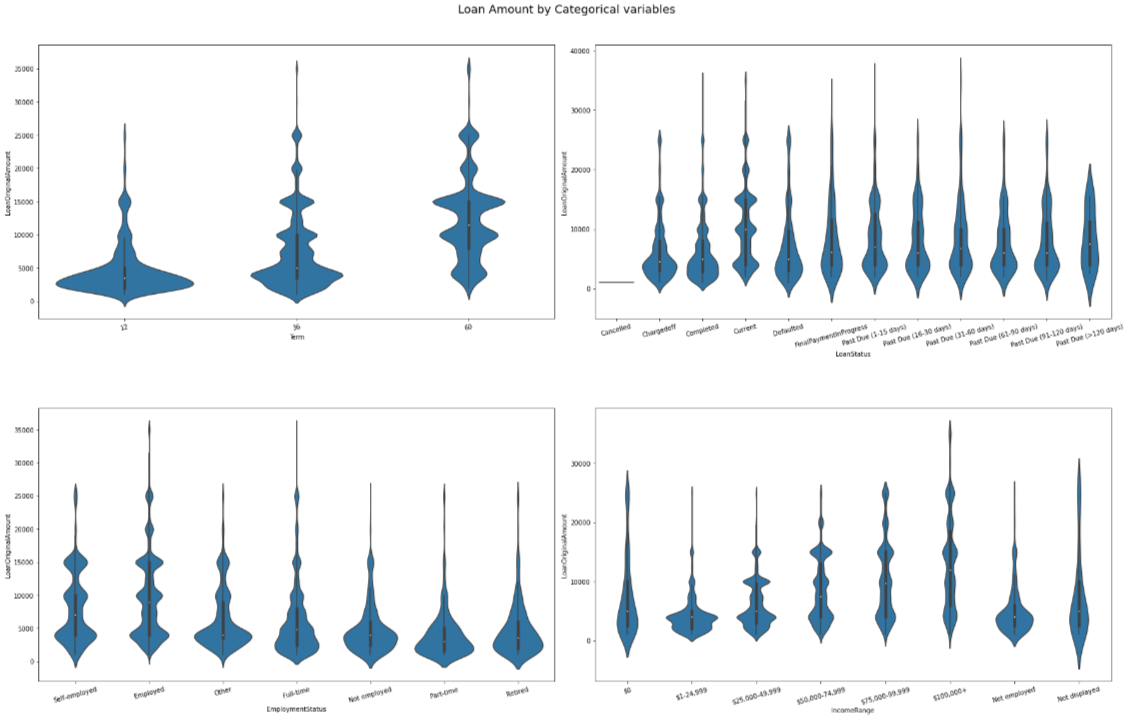 Loan Amount by Categorical variables
LoanOriginalAmount
35000
30000
25000
20000
15000
10000
5000
0
12
36
60
Term
LoanOriginalAmount
40000
30000
20000
10000
0
Cancelled
Chargedoff
Completed
Current
Defaulted
FinalPaymentInProgress
Past Due (1-15 days)
Past Due (16-30 days)
Past Due (31-60 days)
Past Due (61-90 days)
Past Due (91-120 days)
Past Due (>120 days)
LoanStatus
LoanOriginalAmount
35000
30000
25000
20000
15000
10000
5000
0
Self-employed
Employed
Other
Full-time
Not employed
Part-time
Retired
EmploymentStatus
LoanOriginalAmount
30000
20000
10000
0
$0
$1-24,999
$25,000-49,999
$50,000-74,999
$75,000-99,999
$100,000+
Not employed
Not displayed
IncomeRange